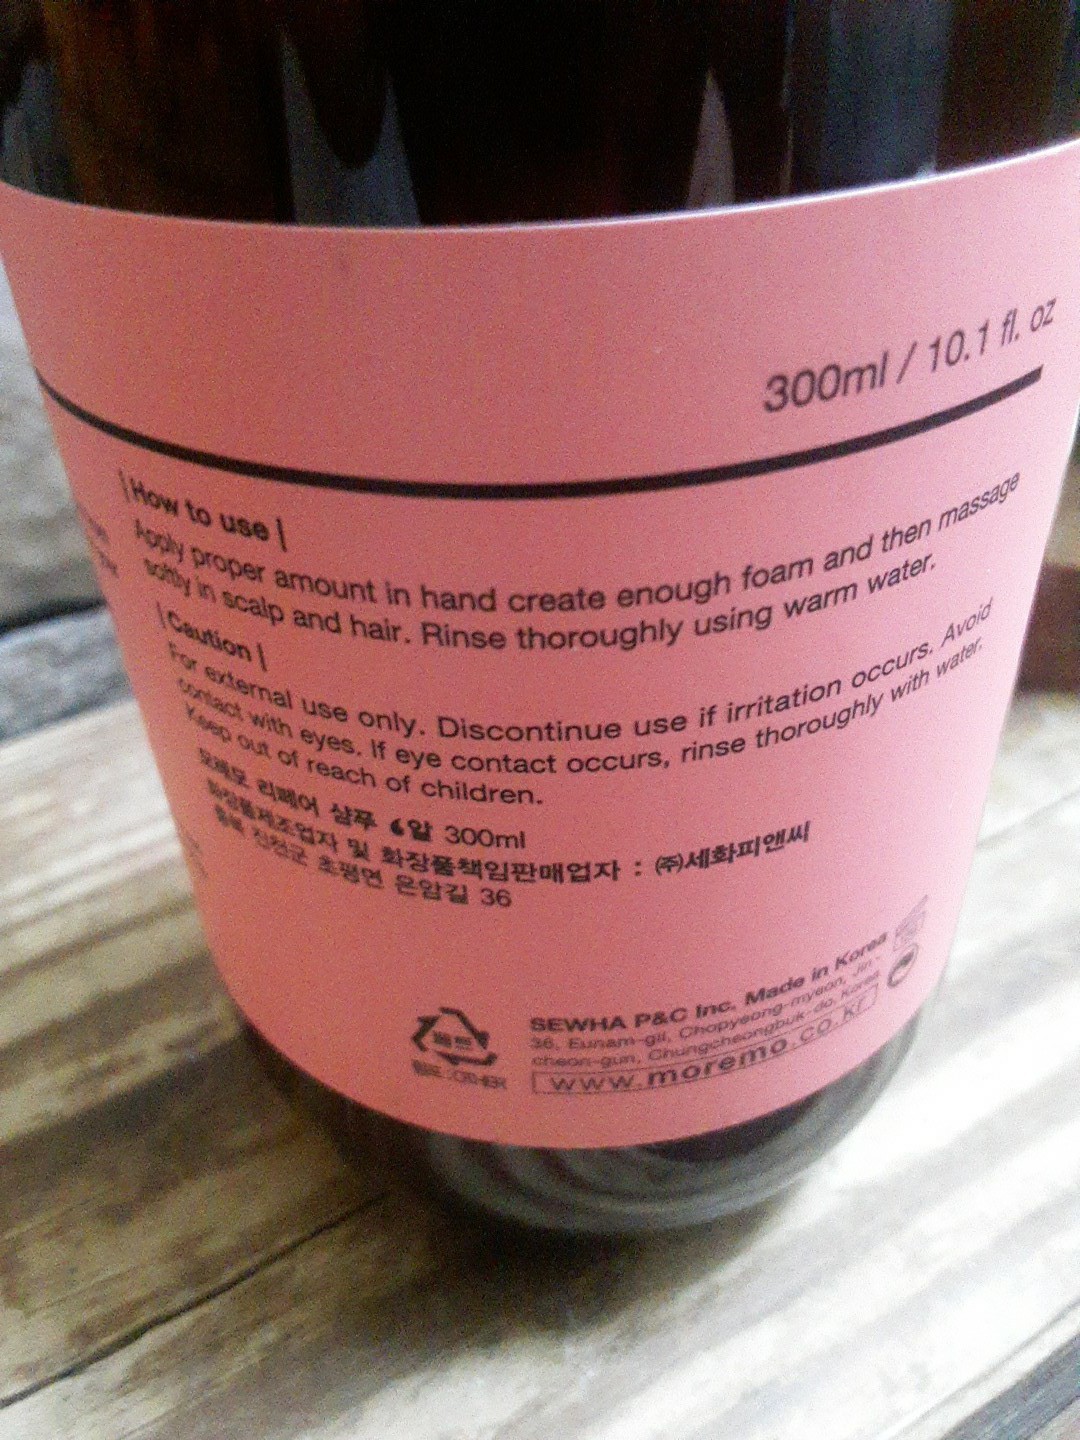 300ml / 10.1 fl. oz
| How to use |
Apply proper amount in hand create enough foam and then massage
softly in scalp and hair. Rinse thoroughly using warm water.
| Caution |
For external use only. Discontinue use if irritation occurs. Avoid
contact with eyes. If eye contact occurs, rinse thoroughly with water.
Keep out of reach of children.
모레모 리페어 샴푸 알 300ml
화장품제조업자 및 화장품책임판매업자 : ㈜세화피앤씨
충북 진천군 초평면 은암길 36
SEWHA P&C Inc. Made in Korea
36, Eunam-gil, Chopyeong-myeon, Jin-
cheon-gun, Chungcheongbuk-do, Korea
www.moremo.co.kr
OTHER